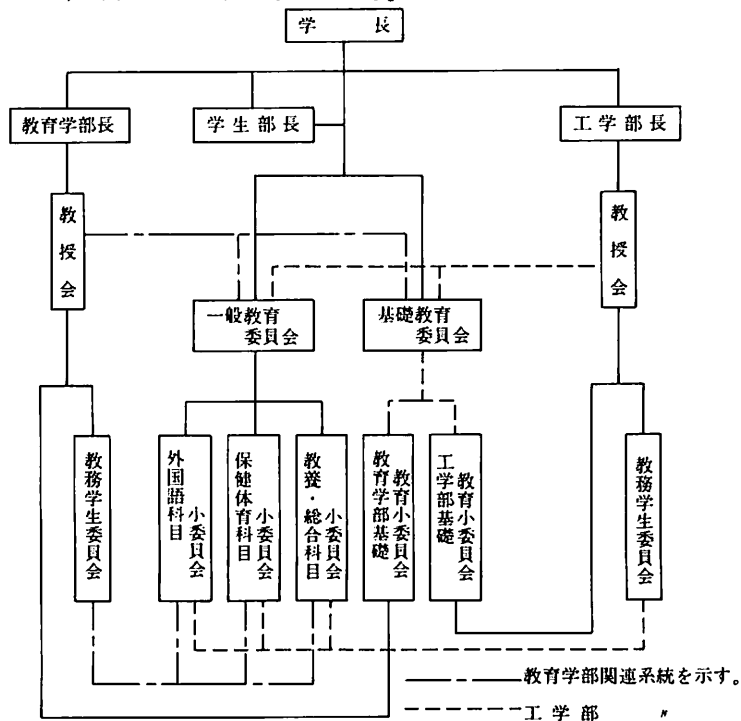 学長
教育学部長
学生部長
工学部長
教授会
教授会
一般教育
委員会
基礎教育
委員会
教務学生委員会
外国語科目
小委員会
保健体育科目
小委員会
教養・総合科目
小委員会
教育学部基礎
教育小委員会
工学部基礎
教育小委員会
教務学生委員会
教育学部関連系統を示す。
工学部 〃